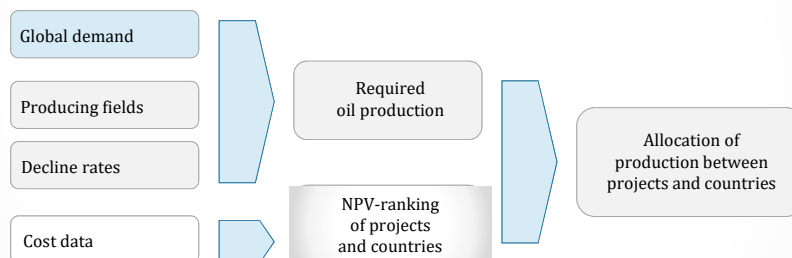 Global demand
Producing fields
Decline rates
Cost data
Required
oil production
NPV-ranking
of projects
and countries
Allocation of
production between
projects and countries